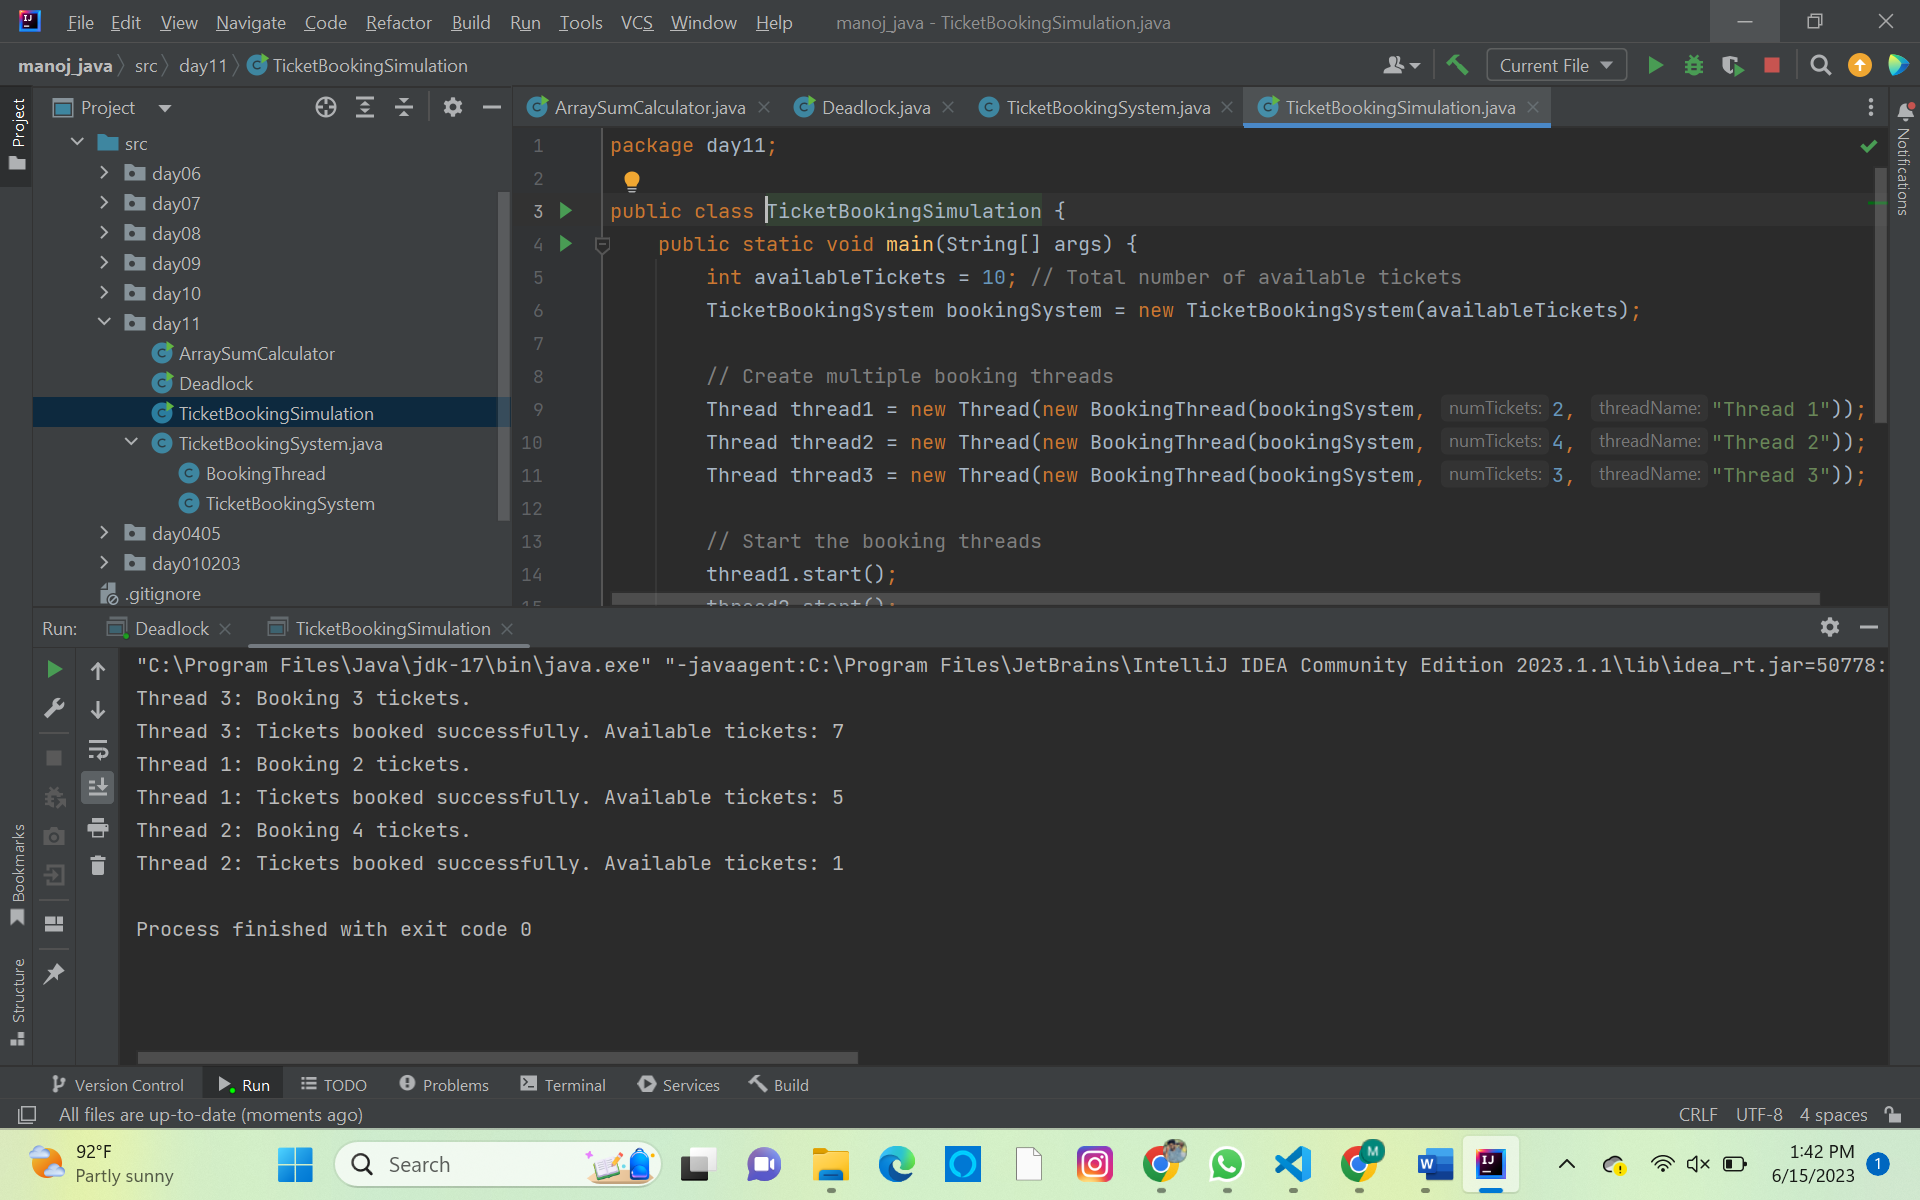 File Edit View Navigate Code Refactor Build Run Tools VCS Window Help manoj_java - TicketBookingSimulation.java
manoj_java src day11 TicketBookingSimulation Current File
Project
Project
src
day06
day07
day08
day09
day10
day11
ArraySumCalculator
Deadlock
TicketBookingSimulation
TicketBookingSystem.java
BookingThread
TicketBookingSystem
day0405
day010203
.gitignore
ArraySumCalculator.java Deadlock.java TicketBookingSystem.java TicketBookingSimulation.java
1 package day11;
2
3 public class TicketBookingSimulation {
4 public static void main(String[] args) {
5 int availableTickets = 10; // Total number of available tickets
6 TicketBookingSystem bookingSystem = new TicketBookingSystem(availableTickets);
7
8 // Create multiple booking threads
9 Thread thread1 = new Thread(new BookingThread(bookingSystem, numTickets: 2, threadName: "Thread 1"));
10 Thread thread2 = new Thread(new BookingThread(bookingSystem, numTickets: 4, threadName: "Thread 2"));
11 Thread thread3 = new Thread(new BookingThread(bookingSystem, numTickets: 3, threadName: "Thread 3"));
12
13 // Start the booking threads
14 thread1.start();
15 thread2.start();
Notifications
Run: Deadlock TicketBookingSimulation
"C:\Program Files\Java\jdk-17\bin\java.exe" "-javaagent:C:\Program Files\JetBrains\IntelliJ IDEA Community Edition 2023.1.1\lib\idea_rt.jar=50778:
Thread 3: Booking 3 tickets.
Thread 3: Tickets booked successfully. Available tickets: 7
Thread 1: Booking 2 tickets.
Thread 1: Tickets booked successfully. Available tickets: 5
Thread 2: Booking 4 tickets.
Thread 2: Tickets booked successfully. Available tickets: 1
Process finished with exit code 0
Bookmarks
Structure
Version Control Run TODO Problems Terminal Services Build
All files are up-to-date (moments ago) CRLF UTF-8 4 spaces
92°F
Partly sunny
Search
1:42 PM
6/15/2023
1